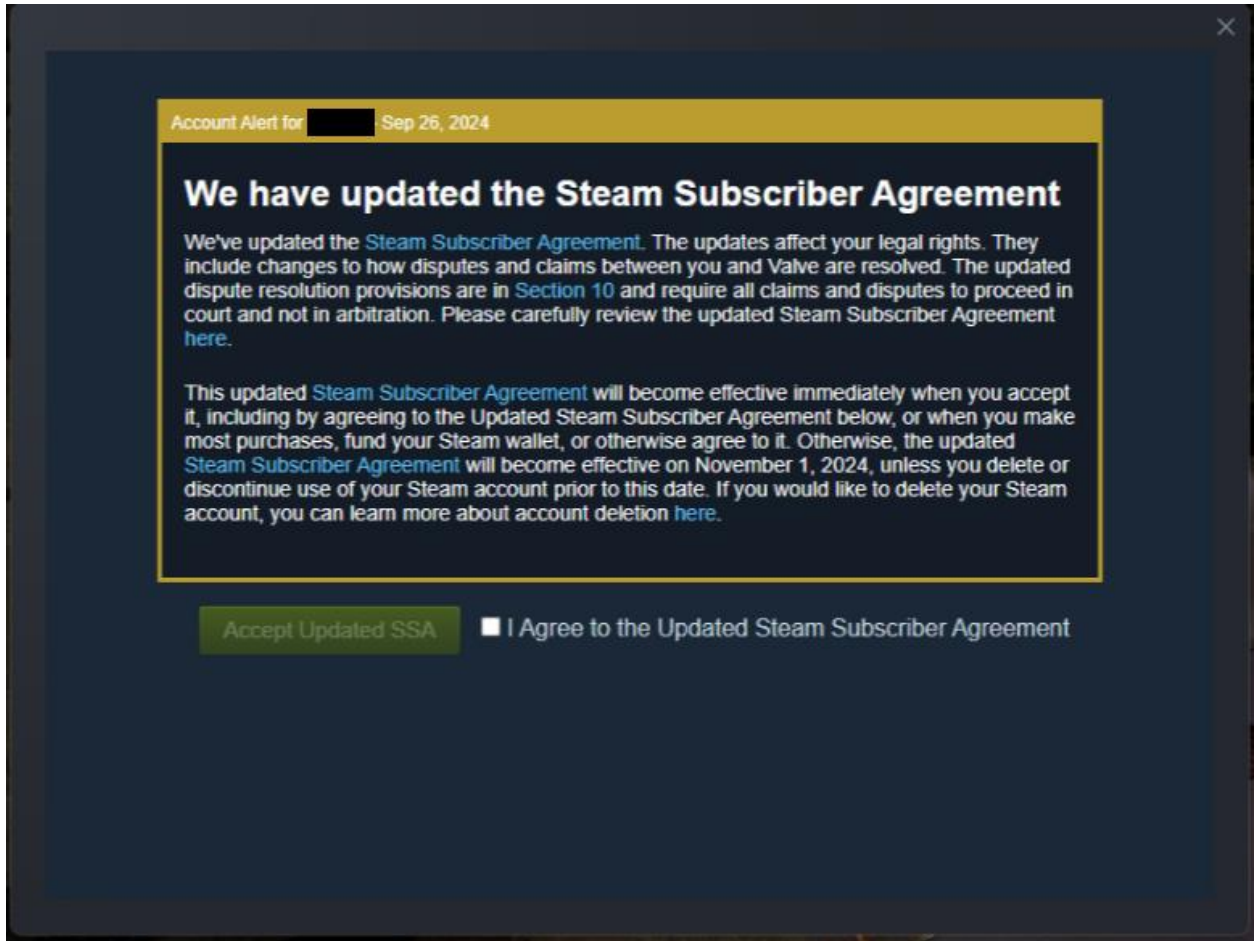 Account Alert for - Sep 26, 2024
We have updated the Steam Subscriber Agreement
We've updated the Steam Subscriber Agreement. The updates affect your legal rights. They
include changes to how disputes and claims between you and Valve are resolved. The updated
dispute resolution provisions are in Section 10 and require all claims and disputes to proceed in
court and not in arbitration. Please carefully review the updated Steam Subscriber Agreement
here.
This updated Steam Subscriber Agreement will become effective immediately when you accept
it, including by agreeing to the Updated Steam Subscriber Agreement below, or when you make
most purchases, fund your Steam wallet, or otherwise agree to it. Otherwise, the updated
Steam Subscriber Agreement will become effective on November 1, 2024, unless you delete or
discontinue use of your Steam account prior to this date. If you would like to delete your Steam
account, you can learn more about account deletion here.
Accept Updated SSA I Agree to the Updated Steam Subscriber Agreement